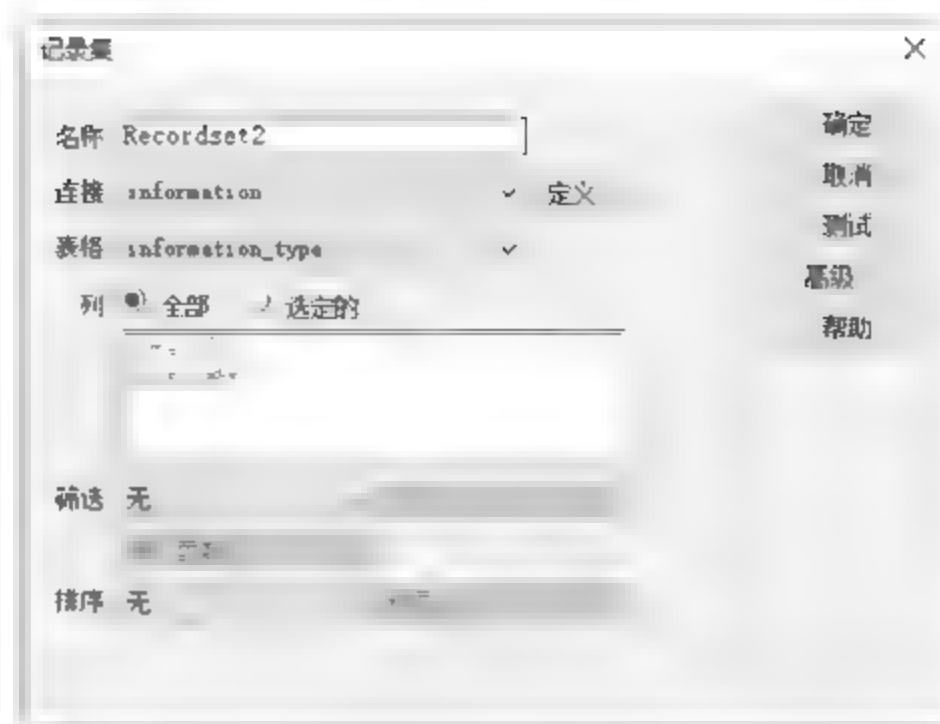 记录集
名称 Recordset2
确定
连接 information 定义
取消
表格 information_type
测试
列 全部 选定的
高级
帮助
筛选 无
排序 无